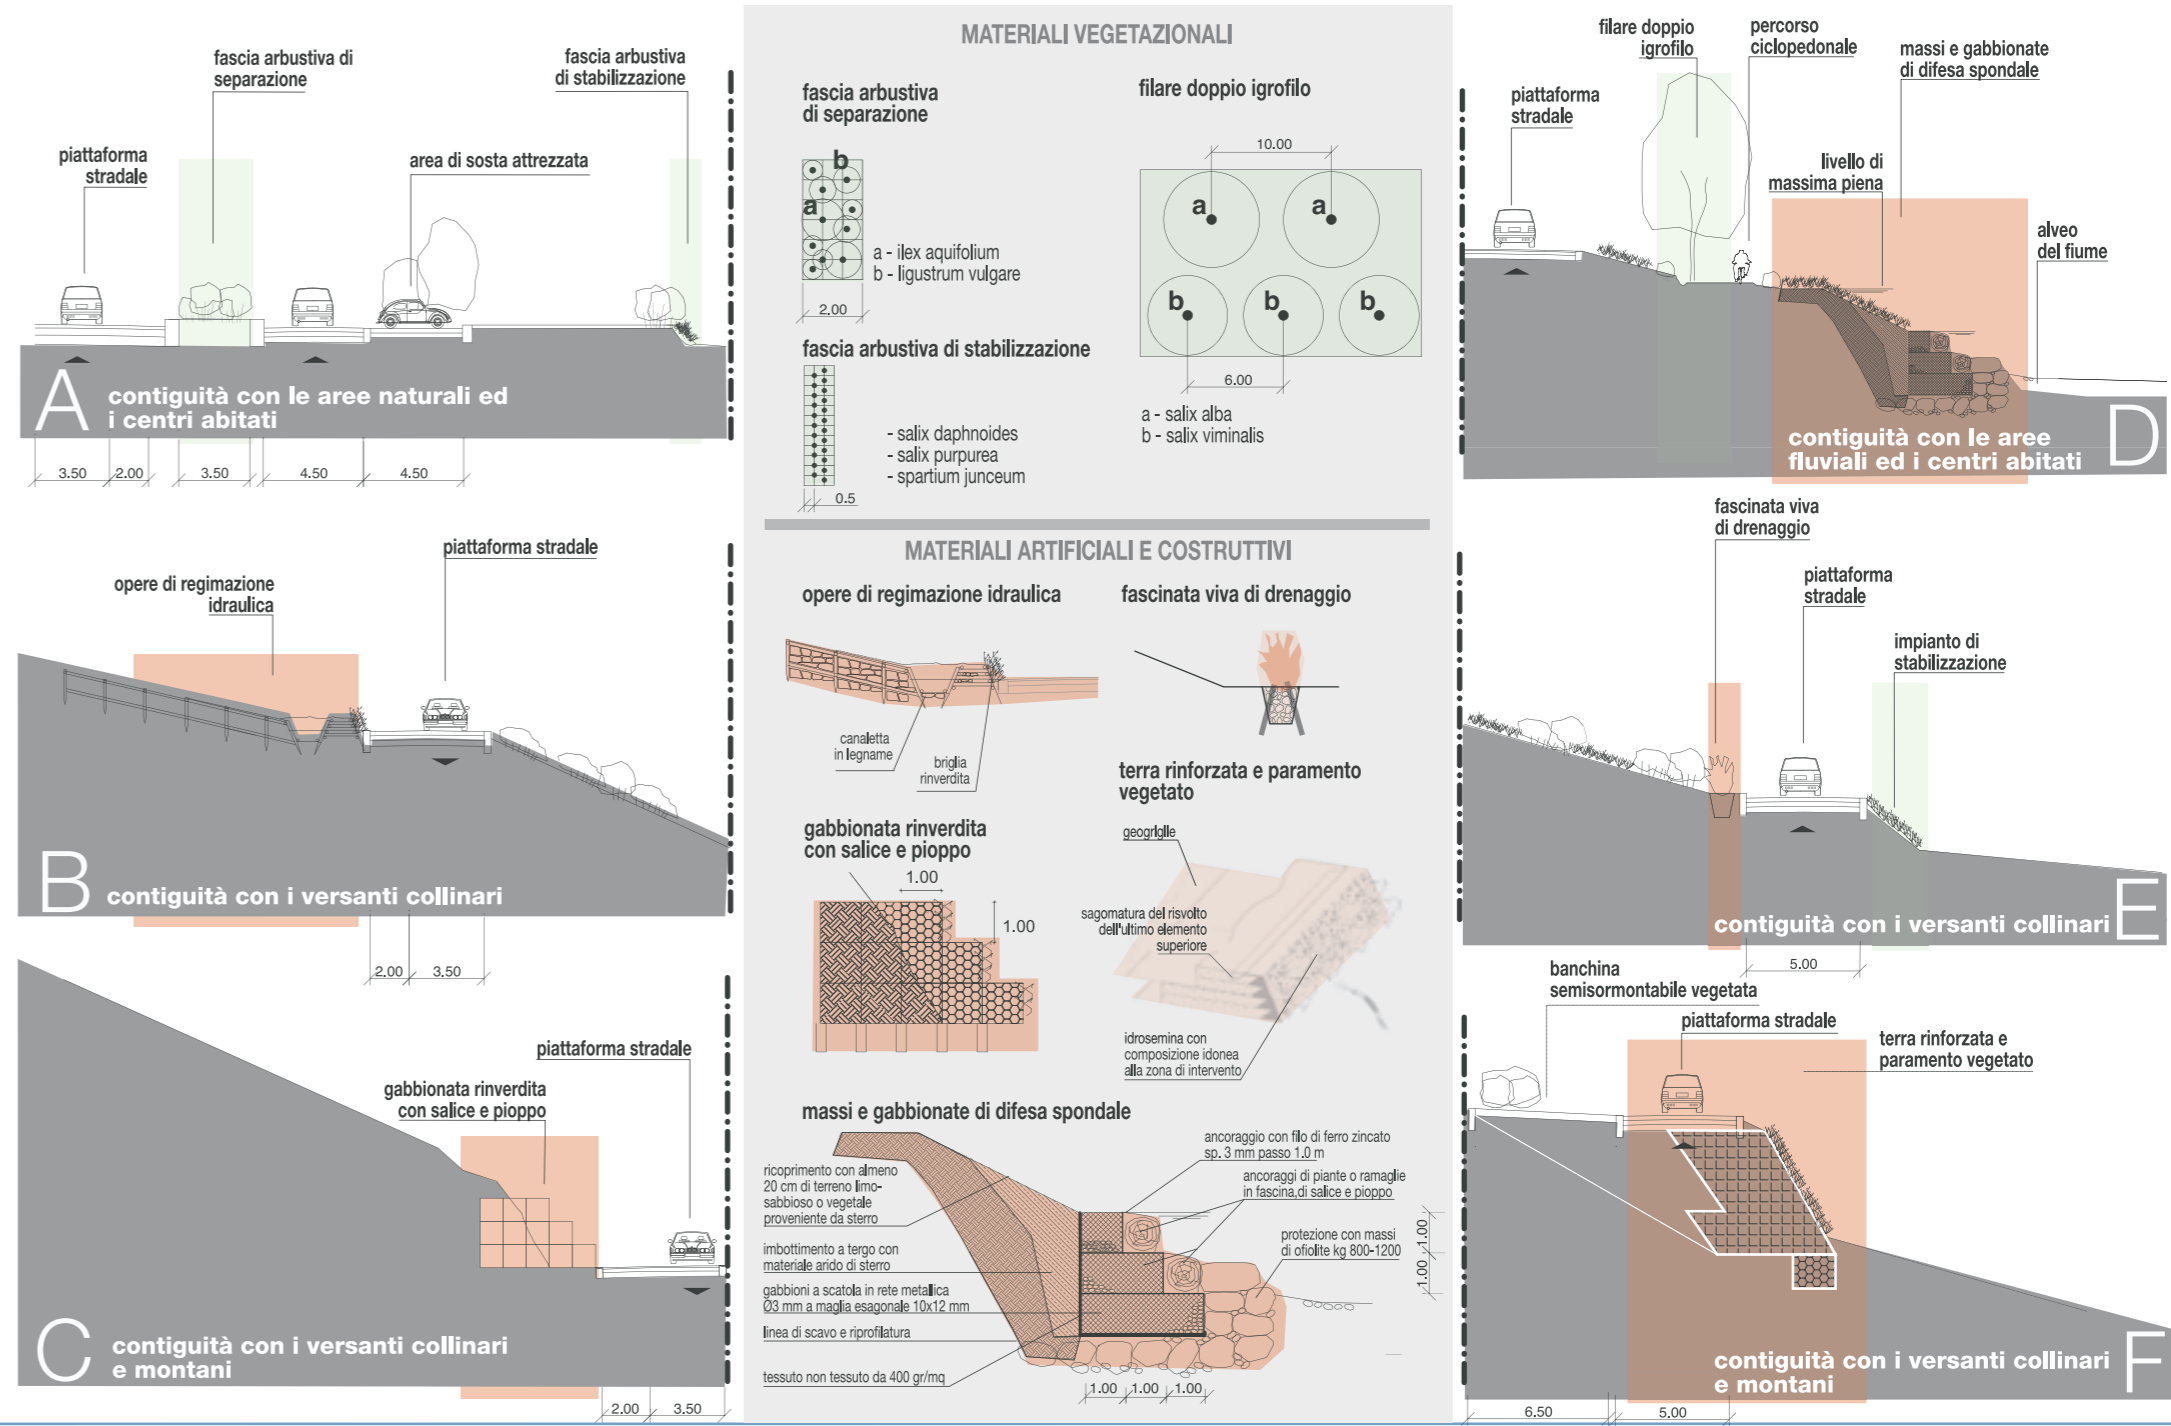 fascia arbustiva di
separazione
fascia arbustiva
di stabilizzazione
piattaforma
stradale
area di sosta attrezzata
A
contiguità con le aree naturali ed
i centri abitati
3.50
2.00
3.50
4.50
4.50
piattaforma stradale
opere di regimazione
idraulica
B
contiguità con i versanti collinari
2.00
3.50
piattaforma stradale
gabbionata rinverdita
con salice e pioppo
C
contiguità con i versanti collinari
e montani
2.00
3.50
MATERIALI VEGETAZIONALI
fascia arbustiva
di separazione
b
a
a - ilex aquifolium
b - ligustrum vulgare
2.00
fascia arbustiva di stabilizzazione
- salix daphnoides
- salix purpurea
- spartium junceum
0.5
filare doppio igrofilo
10.00
a
a
b
b
b
6.00
a - salix alba
b - salix viminalis
MATERIALI ARTIFICIALI E COSTRUTTIVI
opere di regimazione idraulica
canaletta
in legname
briglia
rinverdita
fascinata viva di drenaggio
gabbionata rinverdita
con salice e pioppo
1.00
1.00
terra rinforzata e paramento
vegetato
geogriglie
sagomatura del risvolto
dell'ultimo elemento
superiore
idrosemina con
composizione idonea
alla zona di intervento
massi e gabbionate di difesa spondale
ricoprimento con almeno
20 cm di terreno limo-
sabbioso o vegetale
proveniente da sterro
imbottimento a tergo con
materiale arido di sterro
gabbioni a scatola in rete metallica
Ø3 mm a maglia esagonale 10x12 mm
linea di scavo e riprofilatura
tessuto non tessuto da 400 gr/mq
ancoraggio con filo di ferro zincato
sp. 3 mm passo 1.0 m
ancoraggi di piante o ramaglie
in fascina,di salice e pioppo
protezione con massi
di ofiolite kg 800-1200
1.00
1.00
1.00
1.00
1.00
filare doppio
igrofilo
percorso
ciclopedonale
massi e gabbionate
di difesa spondale
piattaforma
stradale
livello di
massima piena
alveo
del fiume
contiguità con le aree
fluviali ed i centri abitati
D
fascinata viva
di drenaggio
piattaforma
stradale
impianto di
stabilizzazione
contiguità con i versanti collinari
E
5.00
banchina
semisormontabile vegetata
piattaforma stradale
terra rinforzata e
paramento vegetato
contiguità con i versanti collinari
e montani
F
6.50
5.00